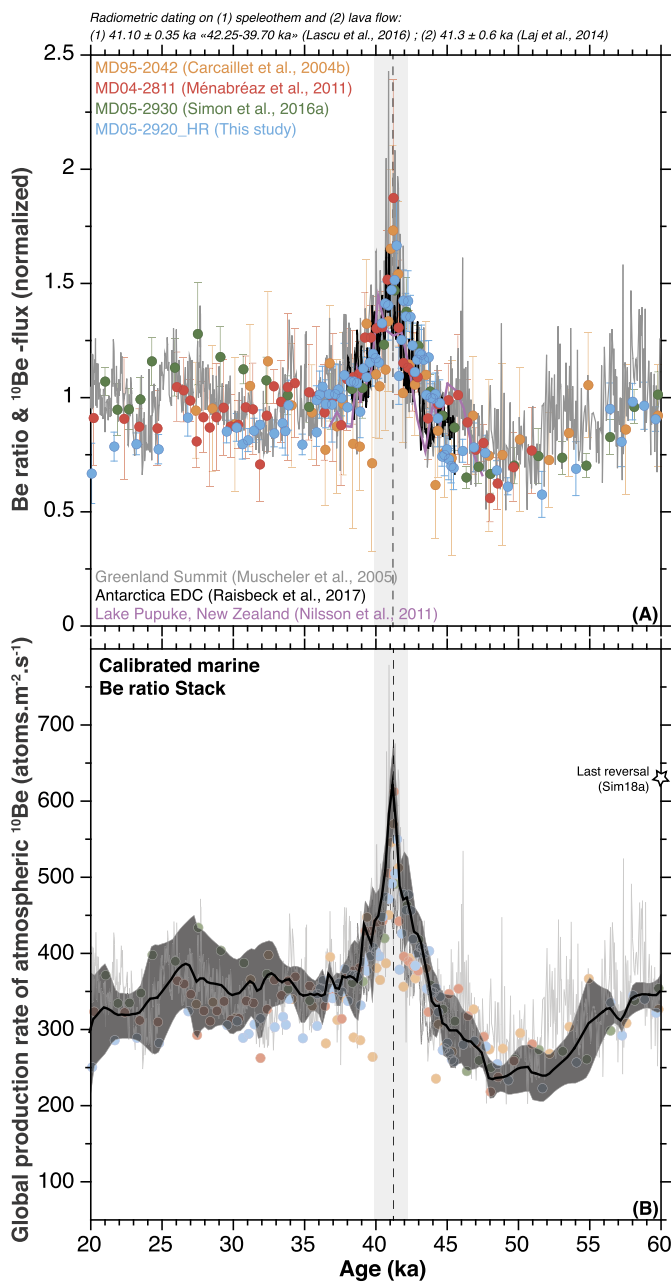 Radiometric dating on (1) speleothem and (2) lava flow:
(1) 41.10 ± 0.35 ka «42.25-39.70 ka» (Lascu et al., 2016) ; (2) 41.3 ± 0.6 ka (Laj et al., 2014)
2.5
MD95-2042 (Carcaillet et al., 2004b)
MD04-2811 (Ménabréaz et al., 2011)
MD05-2930 (Simon et al., 2016a)
MD05-2920_HR (This study)
2
1.5
1
0.5
0
Be ratio & ¹⁰Be -flux (normalized)
Greenland Summit (Muscheler et al., 2005)
Antarctica EDC (Raisbeck et al., 2017)
Lake Pupuke, New Zealand (Nilsson et al., 2011)
(A)
Calibrated marine
Be ratio Stack
700
600
500
400
300
200
100
Global production rate of atmospheric ¹⁰Be (atoms.m⁻².s⁻¹)
Last reversal
(Sim18a)
(B)
20 25 30 35 40 45 50 55 60
Age (ka)